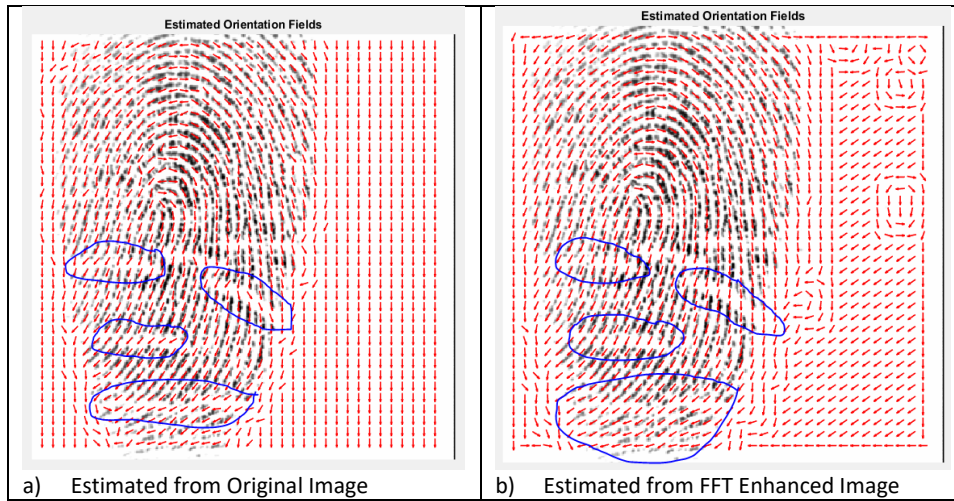 Estimated Orientation Fields
a) Estimated from Original Image
Estimated Orientation Fields
b) Estimated from FFT Enhanced Image